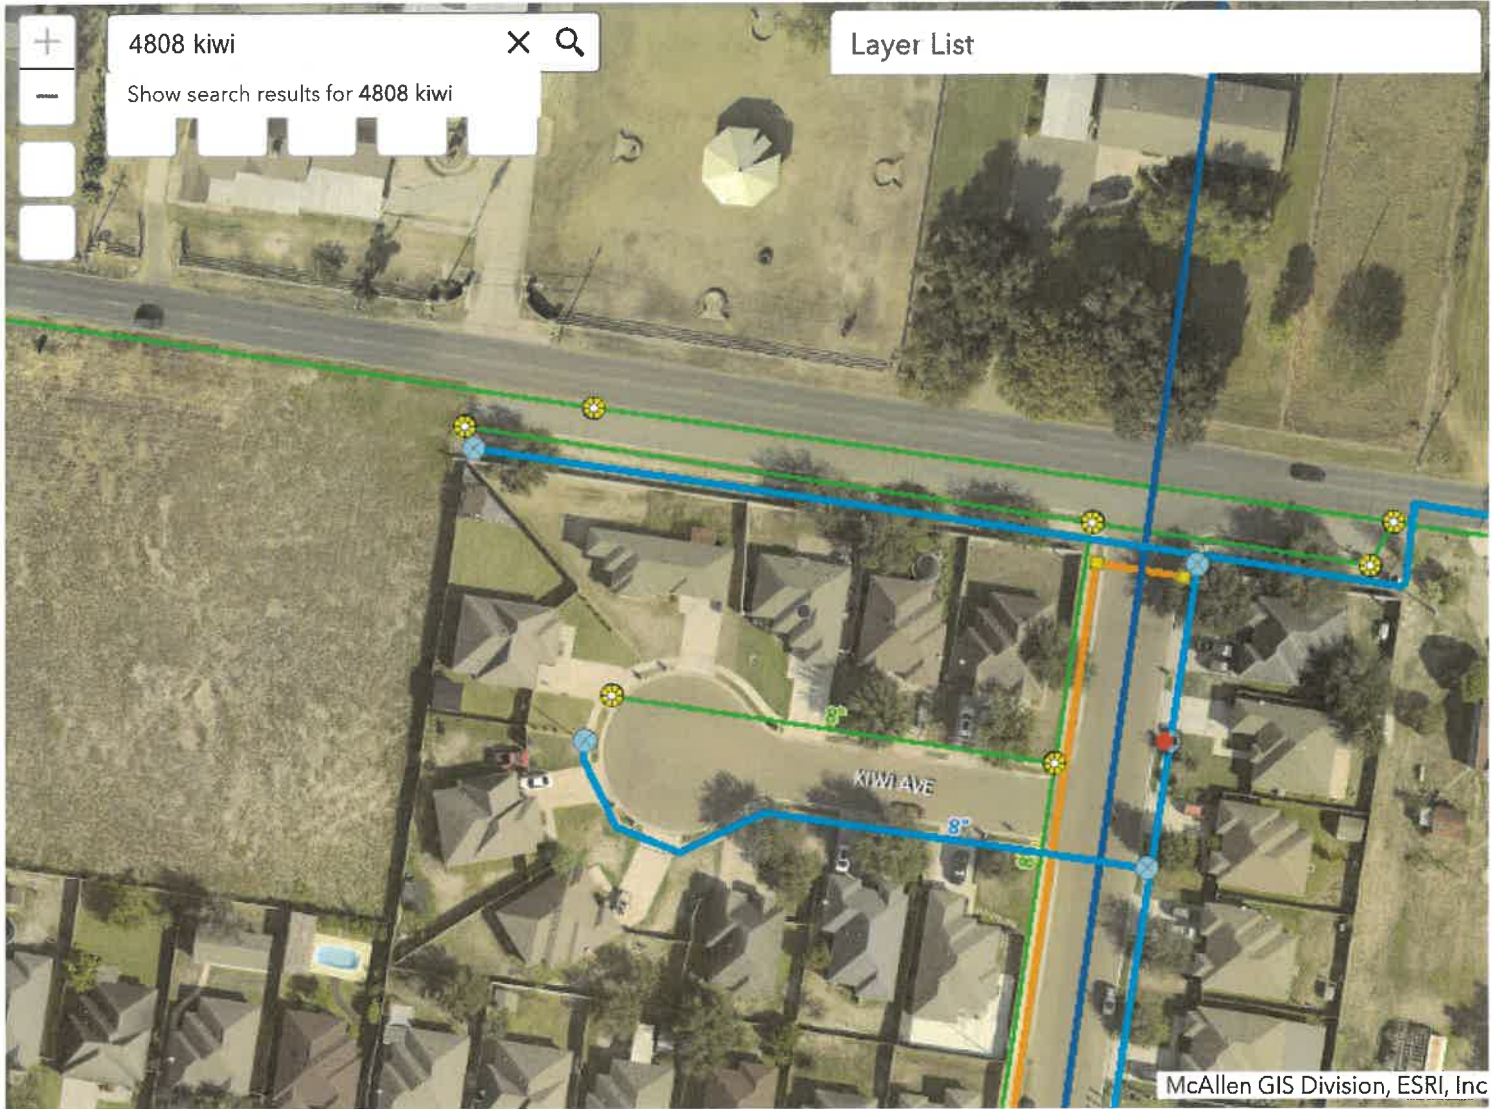 4808 kiwi
Show search results for 4808 kiwi
Layer List
8"
KIWI AVE
8"
8"
McAllen GIS Division, ESRI, Inc